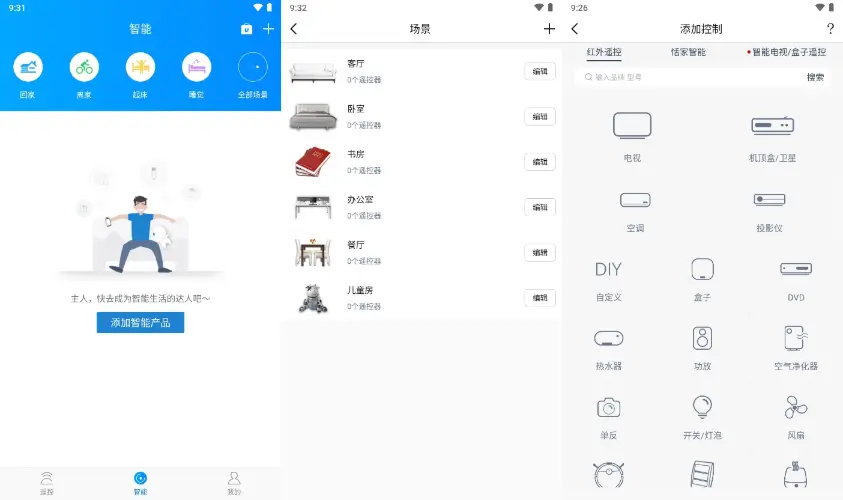 9:31
智能
回家
离家
起床
睡觉
全部场景
主人，快去成为智能生活的达人吧～
添加智能产品
遥控
智能
我的
9:32
场景
客厅
0个遥控器
编辑
卧室
0个遥控器
编辑
书房
0个遥控器
编辑
办公室
0个遥控器
编辑
餐厅
0个遥控器
编辑
儿童房
0个遥控器
编辑
9:26
添加控制
?
红外遥控
恬家智能
智能电视/盒子遥控
输入品牌 型号
搜索
电视
机顶盒/卫星
空调
投影仪
DIY
自定义
盒子
DVD
热水器
功放
空气净化器
单反
开关/灯泡
风扇